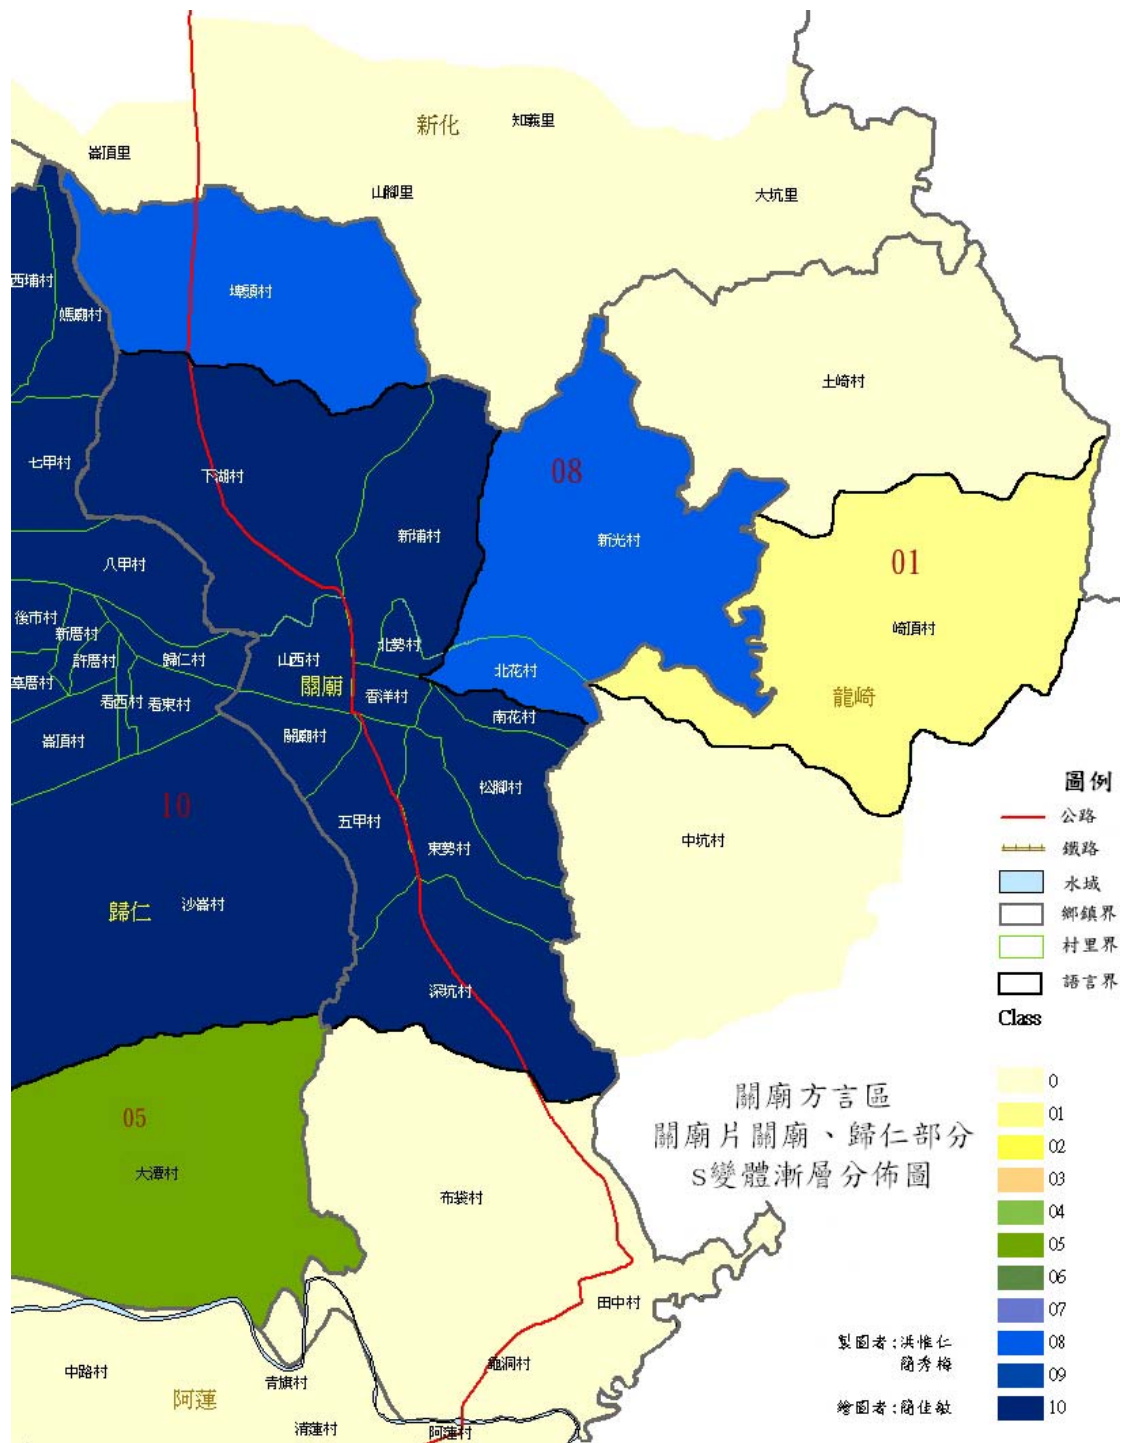 新化
知義里
崙頂里
山腳里
大坑里
西埔村
媽廟村
埤頭村
土崎村
七甲村
下湖村
08
新埔村
新光村
01
八甲村
後市村
新厝村
北勢村
崎頂村
許厝村
歸仁村
山西村
北花村
辜厝村
關廟
香洋村
龍崎
看西村
看東村
南花村
崙頂村
關廟村
松腳村
10
五甲村
東勢村
中坑村
歸仁
沙崙村
深坑村
05
大潭村
布袋村
田中村
中路村
青旗村
龜洞村
阿蓮
清蓮村
阿蓮村
圖例
公路
鐵路
水域
鄉鎮界
村里界
語言界
Class
0
01
02
03
04
05
06
07
08
09
10
關廟方言區
關廟片關廟、歸仁部分
S變體漸層分佈圖
製圖者:洪惟仁
簡秀梅
繪圖者:簡佳敏